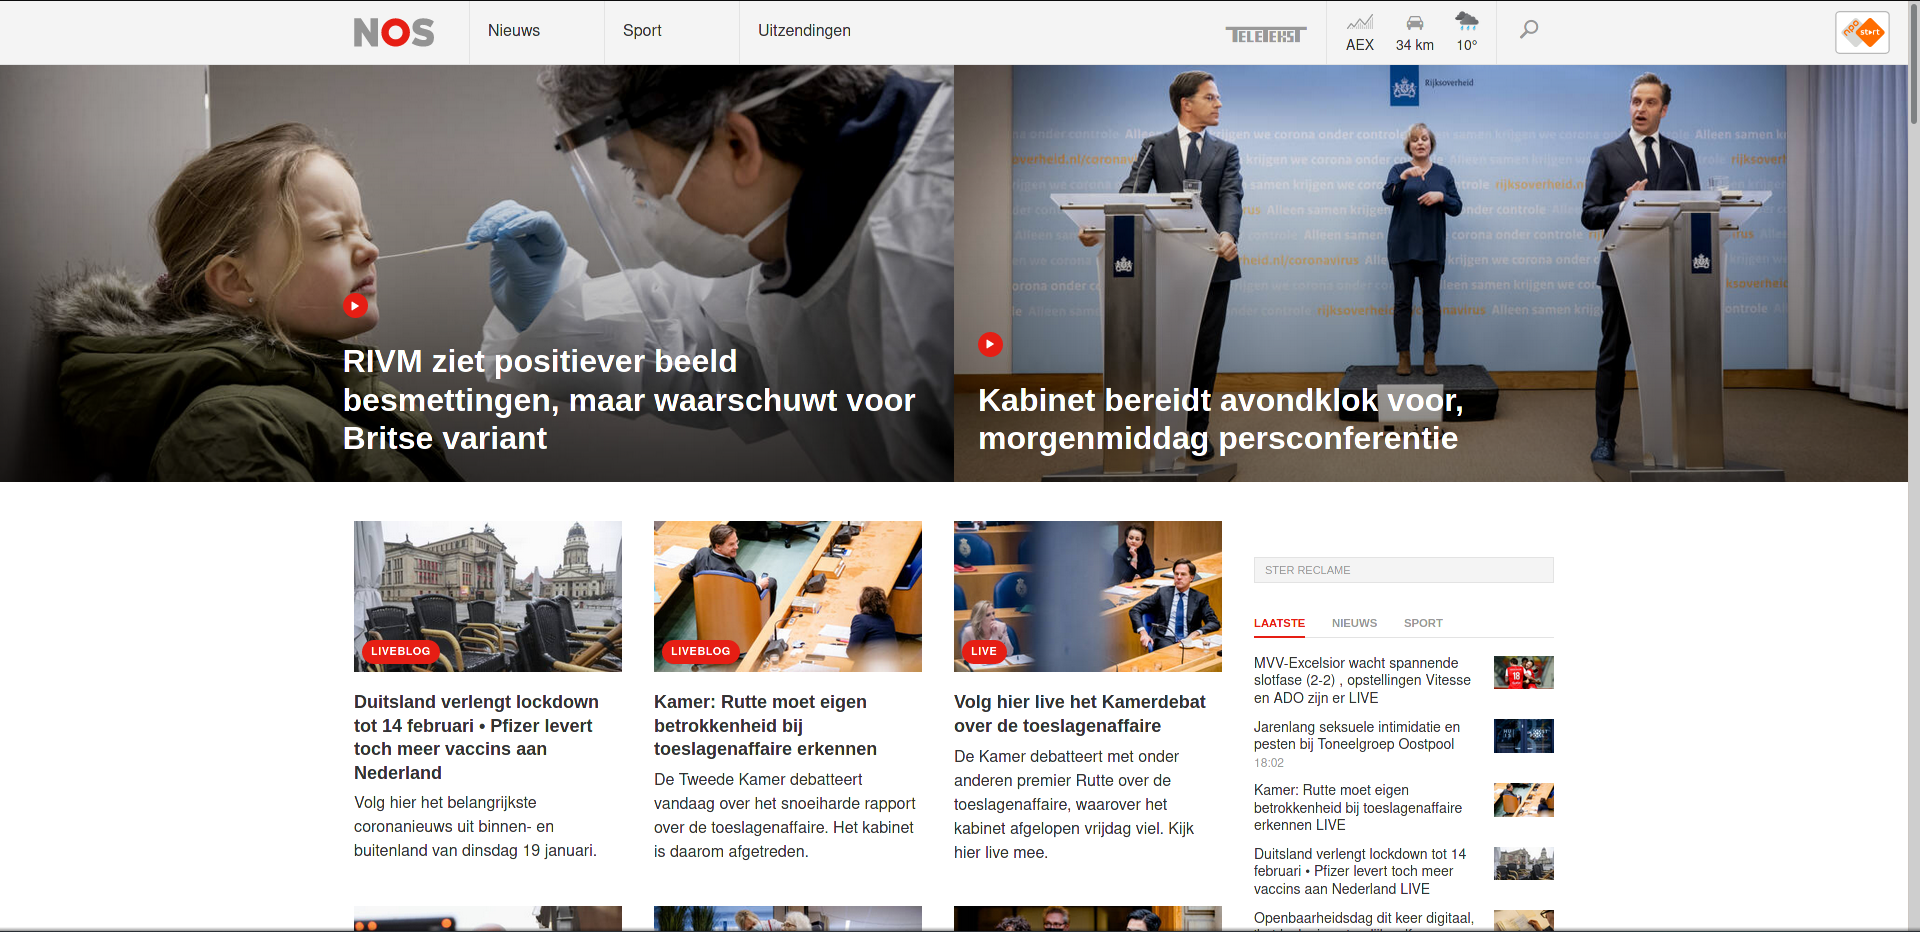 NOS
Nieuws
Sport
Uitzendingen
TELETEKST
AEX
34 km
10°
npo start
Rijksoverheid
RIVM ziet positiever beeld
besmettingen, maar waarschuwt voor
Britse variant
Kabinet bereidt avondklok voor,
morgenmiddag persconferentie
LIVEBLOG
Duitsland verlengt lockdown
tot 14 februari • Pfizer levert
toch meer vaccins aan
Nederland
Volg hier het belangrijkste
coronanieuws uit binnen- en
buitenland van dinsdag 19 januari.
LIVEBLOG
Kamer: Rutte moet eigen
betrokkenheid bij
toeslagenaffaire erkennen
De Tweede Kamer debatteert
vandaag over het snoeiharde rapport
over de toeslagenaffaire. Het kabinet
is daarom afgetreden.
LIVE
Volg hier live het Kamerdebat
over de toeslagenaffaire
De Kamer debatteert met onder
anderen premier Rutte over de
toeslagenaffaire, waarover het
kabinet afgelopen vrijdag viel. Kijk
hier live mee.
STER RECLAME
LAATSTE
NIEUWS
SPORT
MVV-Excelsior wacht spannende
slotfase (2-2) , opstellingen Vitesse
en ADO zijn er LIVE
Jarenlang seksuele intimidatie en
pesten bij Toneelgroep Oostpool
18:02
Kamer: Rutte moet eigen
betrokkenheid bij toeslagenaffaire
erkennen LIVE
Duitsland verlengt lockdown tot 14
februari • Pfizer levert toch meer
vaccins aan Nederland LIVE
Openbaarheidsdag dit keer digitaal,